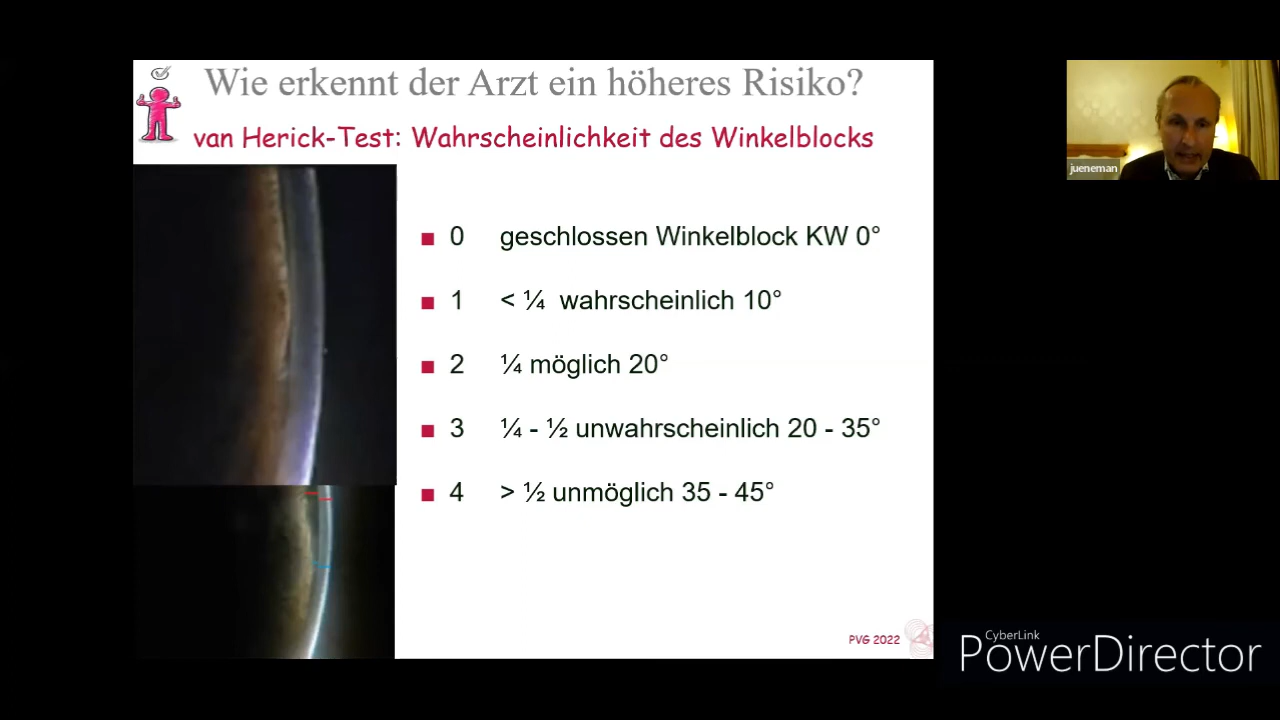 Wie erkennt der Arzt ein höheres Risiko?
van Herick-Test: Wahrscheinlichkeit des Winkelblocks
jueneman
0 geschlossen Winkelblock KW 0°
1 < ¼ wahrscheinlich 10°
2 ¼ möglich 20°
3 ¼ - ½ unwahrscheinlich 20 - 35°
4 > ½ unmöglich 35 - 45°
PVG 2022
CyberLink
PowerDirector